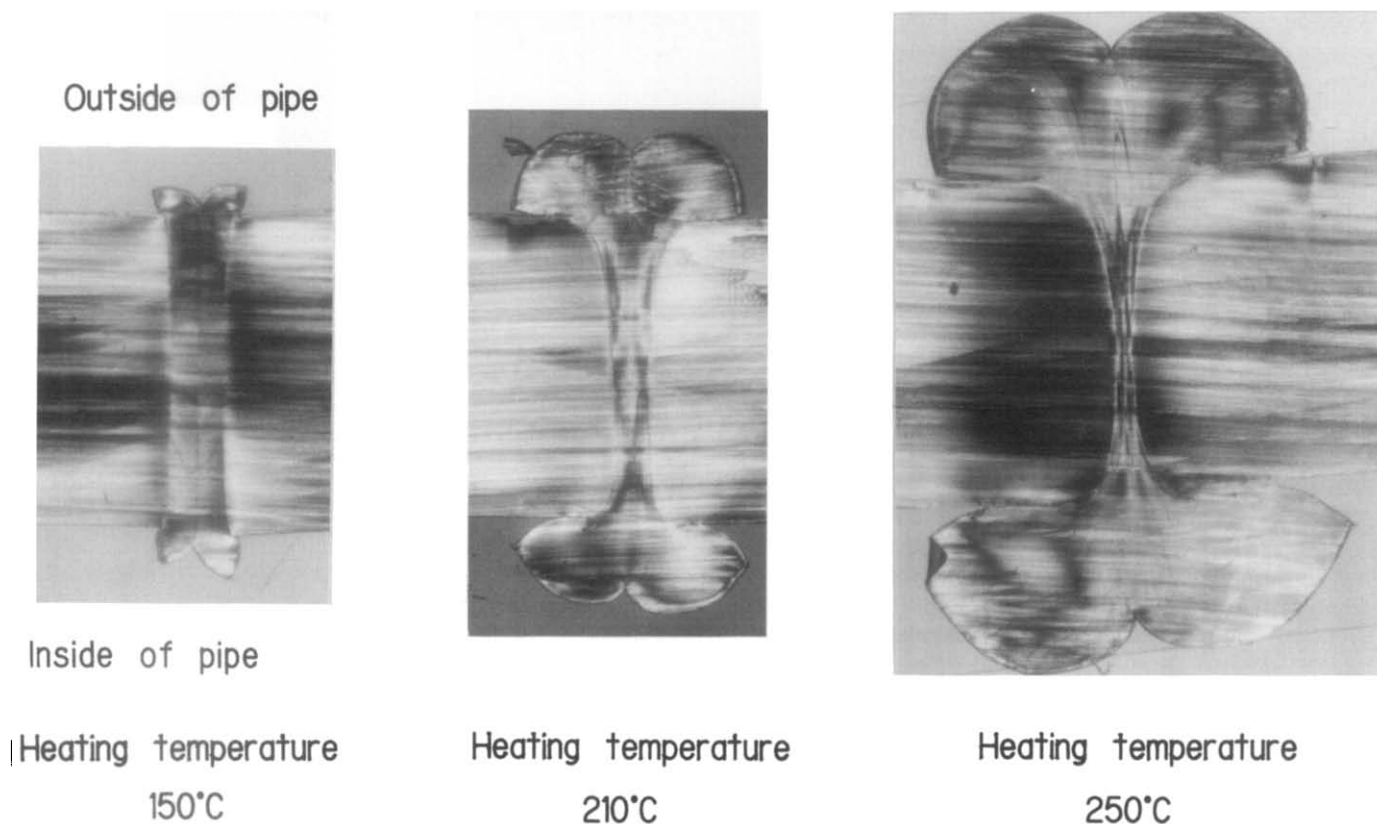 Outside of pipe
Inside of pipe
Heating temperature
150°C
Heating temperature
210°C
Heating temperature
250°C